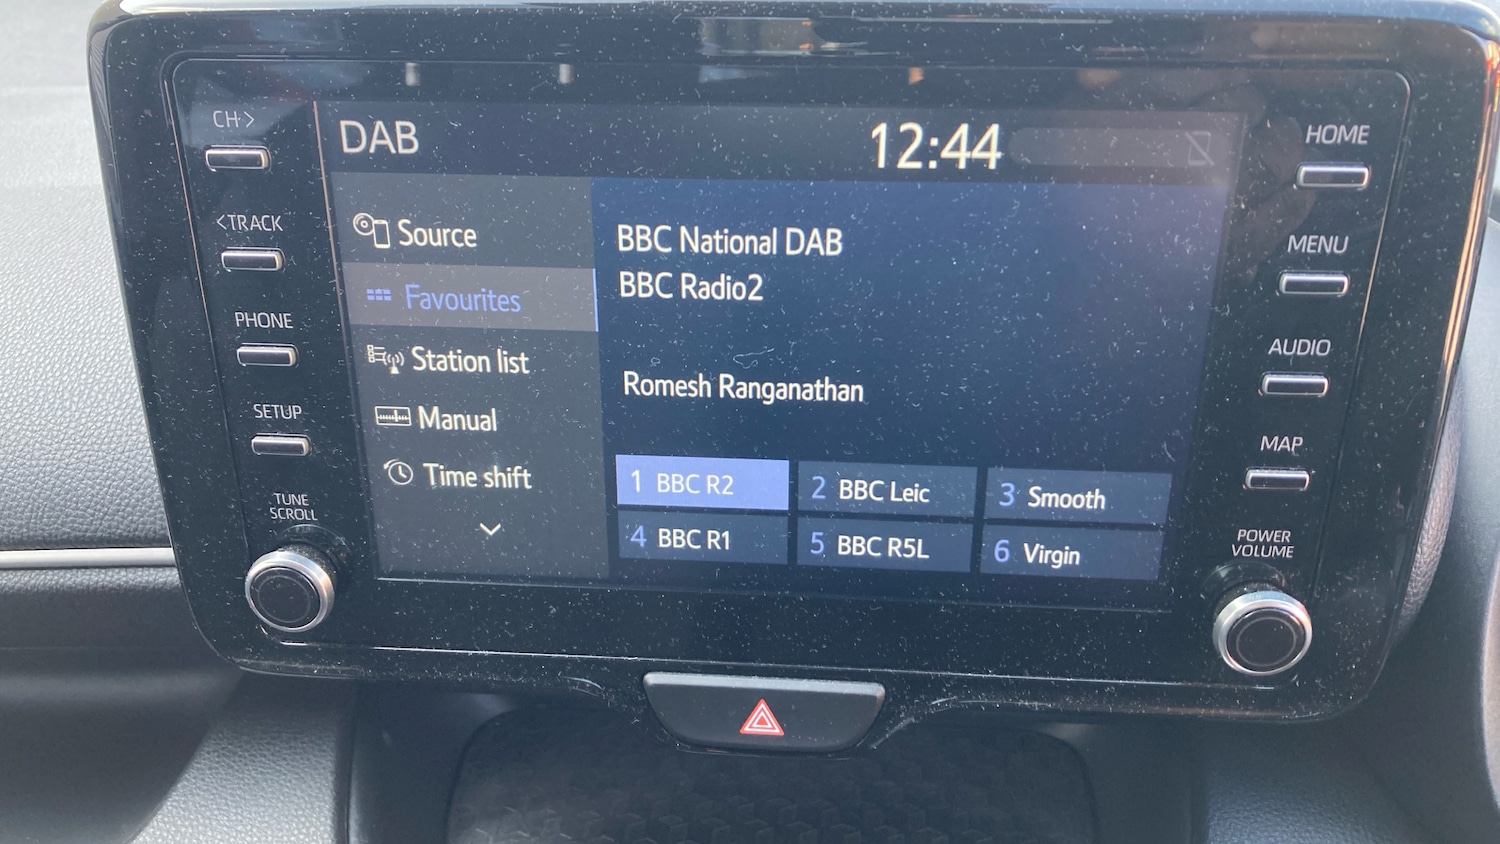 CH >
DAB
12:44
HOME
< TRACK
Source
BBC National DAB
MENU
Favourites
BBC Radio2
PHONE
Station list
AUDIO
SETUP
Manual
Romesh Ranganathan
MAP
TUNE
SCROLL
Time shift
1 BBC R2
2 BBC Leic
3 Smooth
4 BBC R1
5 BBC R5L
6 Virgin
POWER
VOLUME